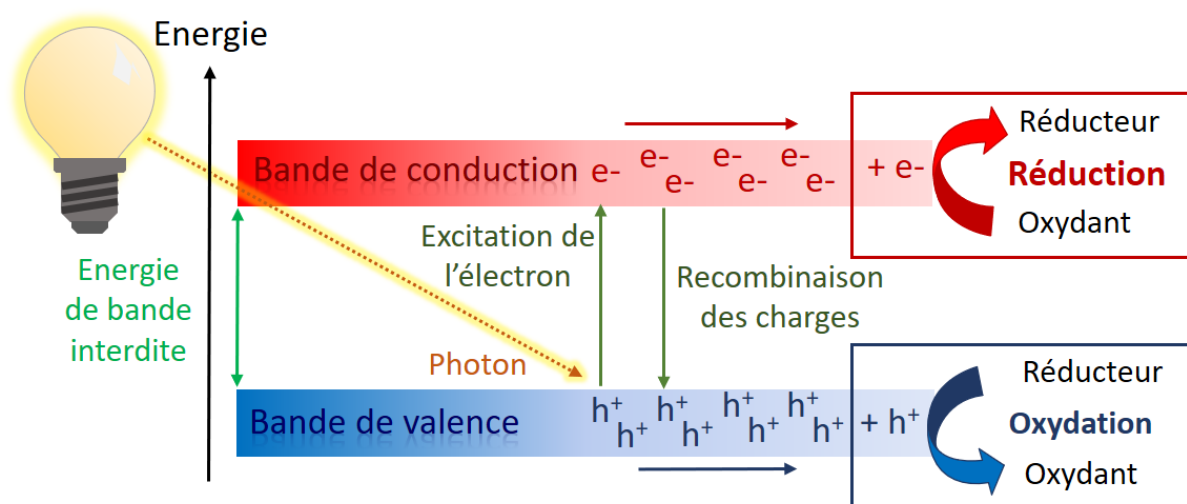 Energie
Bande de conduction
e- e- e- e- e- e- e-
+ e-
Réducteur
Réduction
Oxydant
Energie
de bande
interdite
Excitation de
l'électron
Recombinaison
des charges
Photon
Bande de valence
h+ h+ h+ h+ h+ h+ h+ h+
+ h+
Réducteur
Oxydation
Oxydant